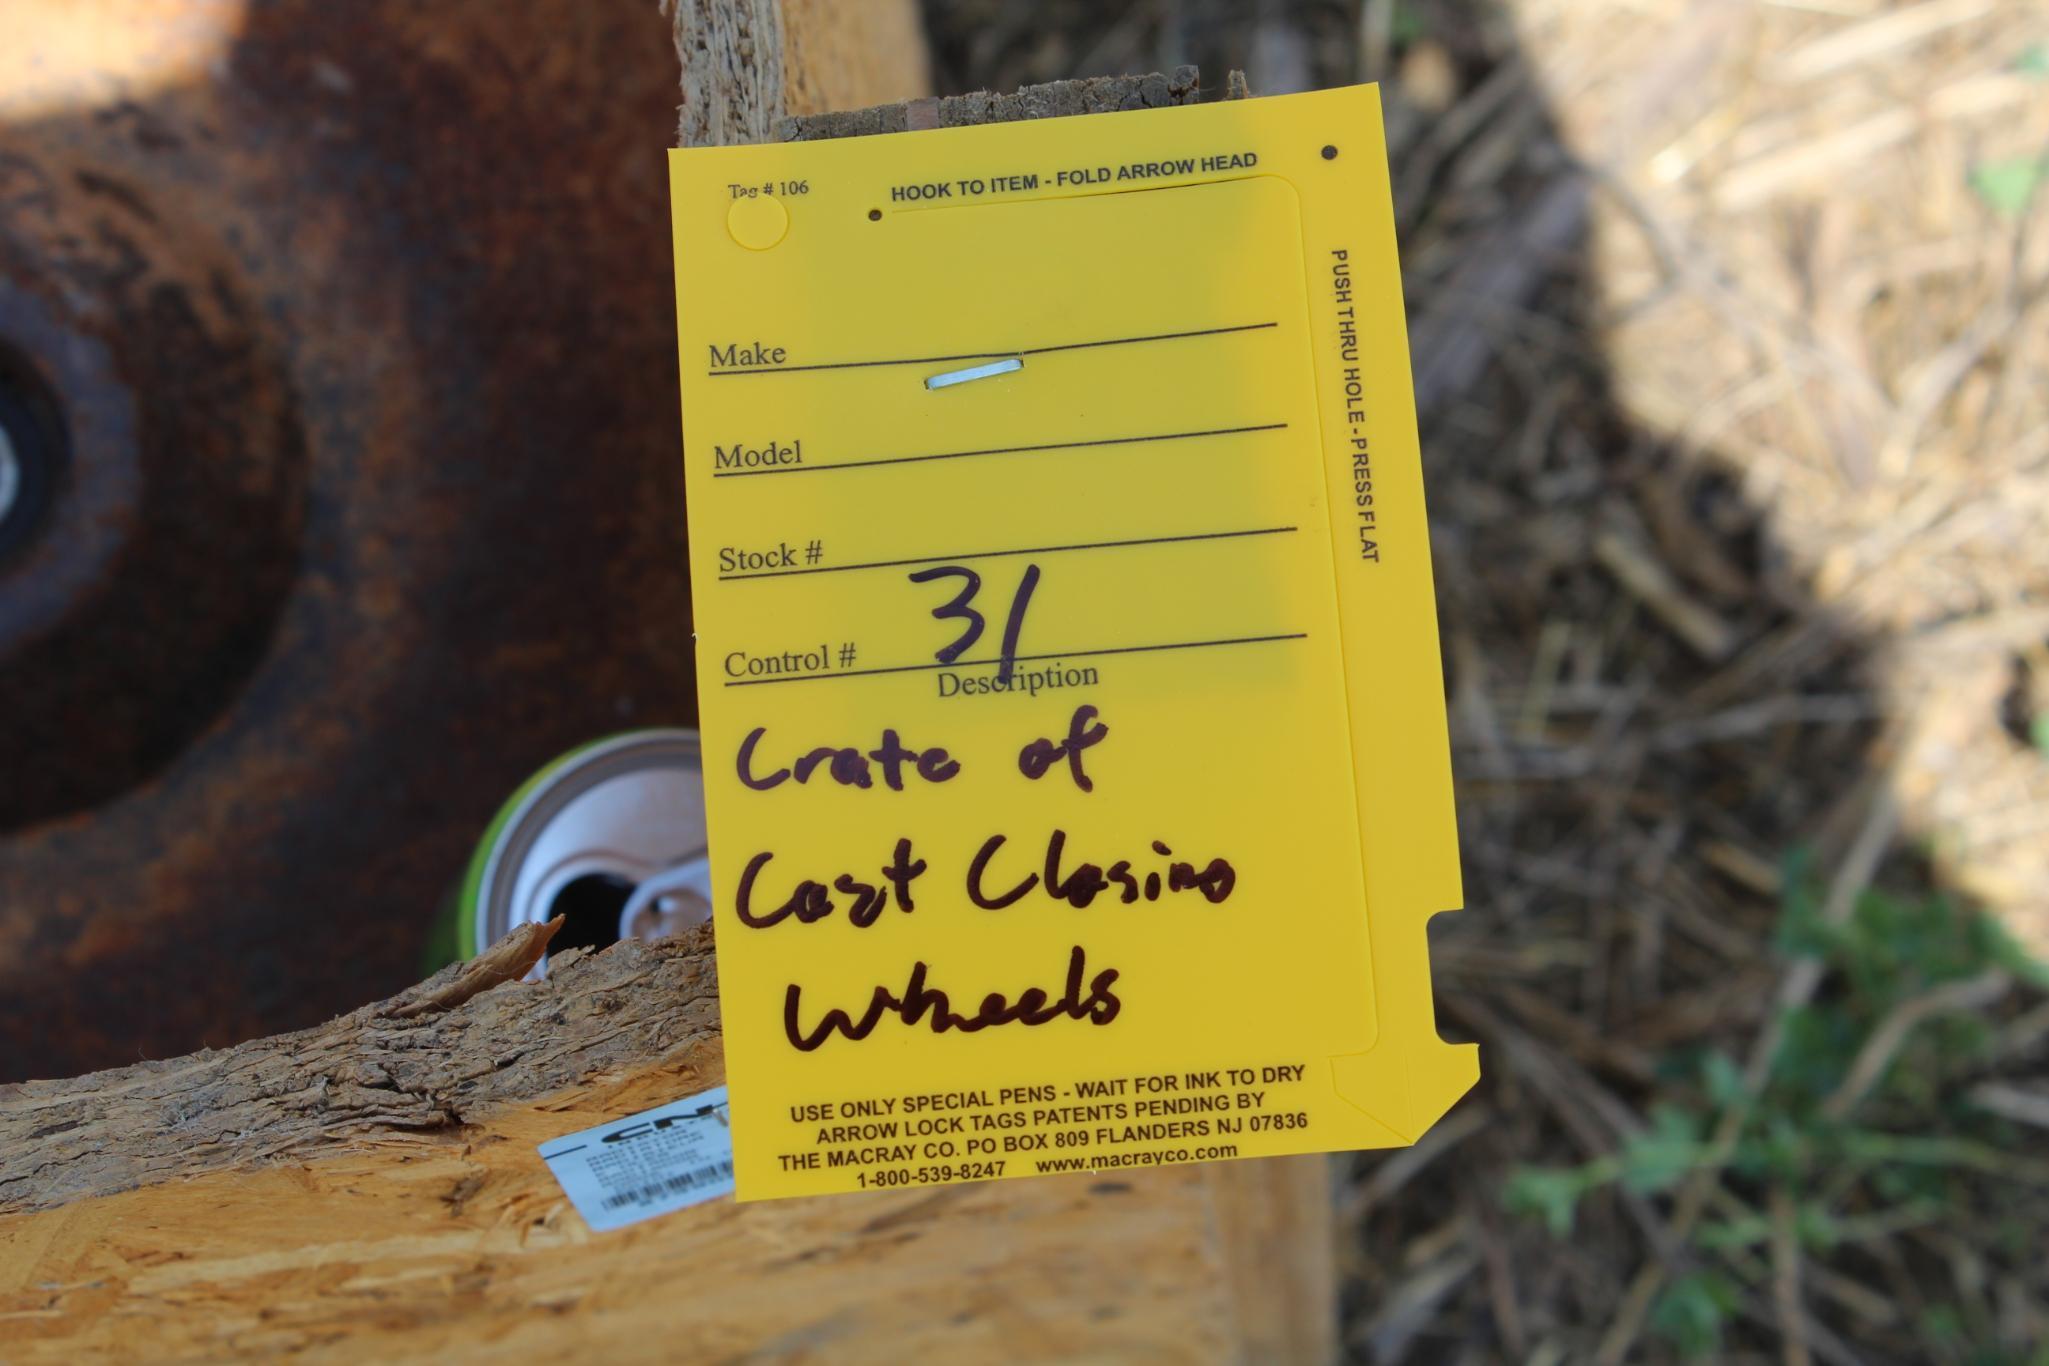 Tag # 106
HOOK TO ITEM - FOLD ARROW HEAD
PUSH THRU HOLE - PRESS FLAT
Make
Model
Stock #
31
Control #
Description
Crate of
Cast Closing
Wheels
USE ONLY SPECIAL PENS - WAIT FOR INK TO DRY
ARROW LOCK TAGS PATENTS PENDING BY
THE MACRAY CO. PO BOX 809 FLANDERS NJ 07836
1-800-539-8247 www.macrayco.com